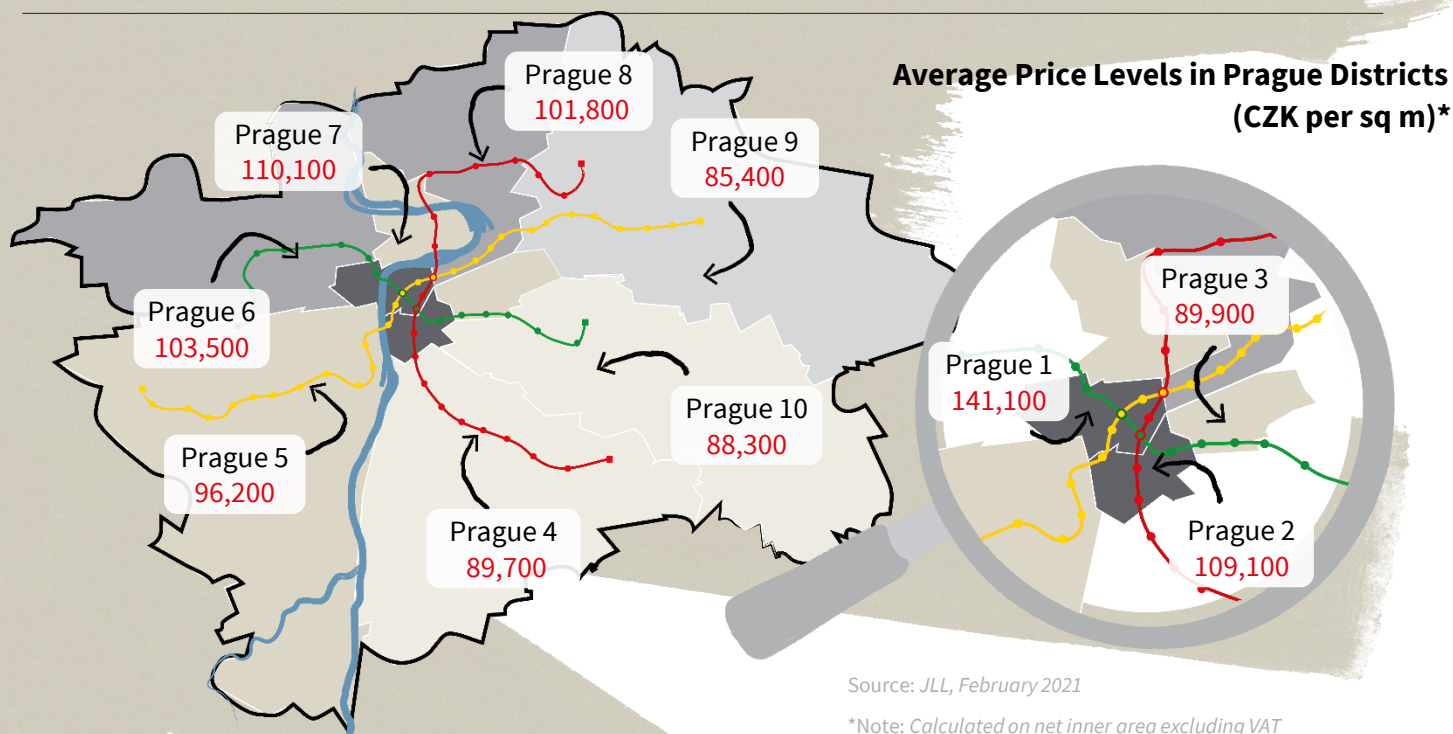 Average Price Levels in Prague Districts
(CZK per sq m)*
Prague 8
101,800
Prague 7
110,100
Prague 9
85,400
Prague 6
103,500
Prague 10
88,300
Prague 5
96,200
Prague 4
89,700
Prague 3
89,900
Prague 1
141,100
Prague 2
109,100
Source: JLL, February 2021
*Note: Calculated on net inner area excluding VAT